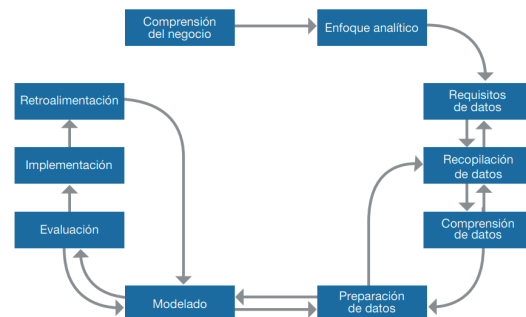 Comprensión
del negocio
Enfoque analítico
Retroalimentación
Requisitos
de datos
Implementación
Recopilación
de datos
Evaluación
Comprensión
de datos
Modelado
Preparación
de datos